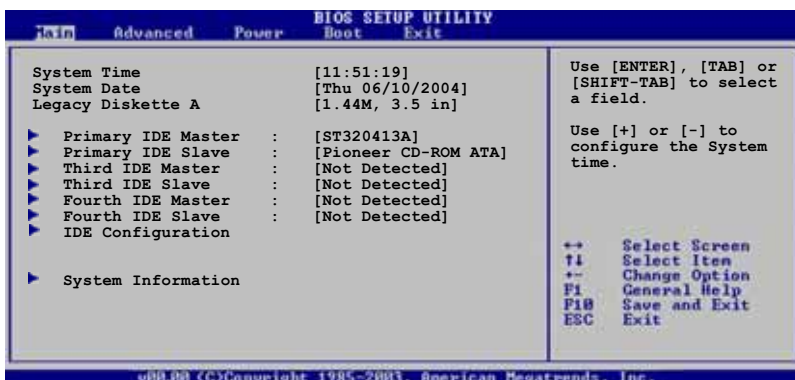 BIOS SETUP UTILITY
Main Advanced Power Boot Exit
System Time [11:51:19]
System Date [Thu 06/10/2004]
Legacy Diskette A [1.44M, 3.5 in]
Primary IDE Master : [ST320413A]
Primary IDE Slave : [Pioneer CD-ROM ATA]
Third IDE Master : [Not Detected]
Third IDE Slave : [Not Detected]
Fourth IDE Master : [Not Detected]
Fourth IDE Slave : [Not Detected]
IDE Configuration
System Information
Use [ENTER], [TAB] or
[SHIFT-TAB] to select
a field.
Use [+] or [-] to
configure the System
time.
↔ Select Screen
↑↓ Select Item
+- Change Option
F1 General Help
F10 Save and Exit
ESC Exit
v00.00 (C)Copyright 1985-2003, American Megatrends, Inc.